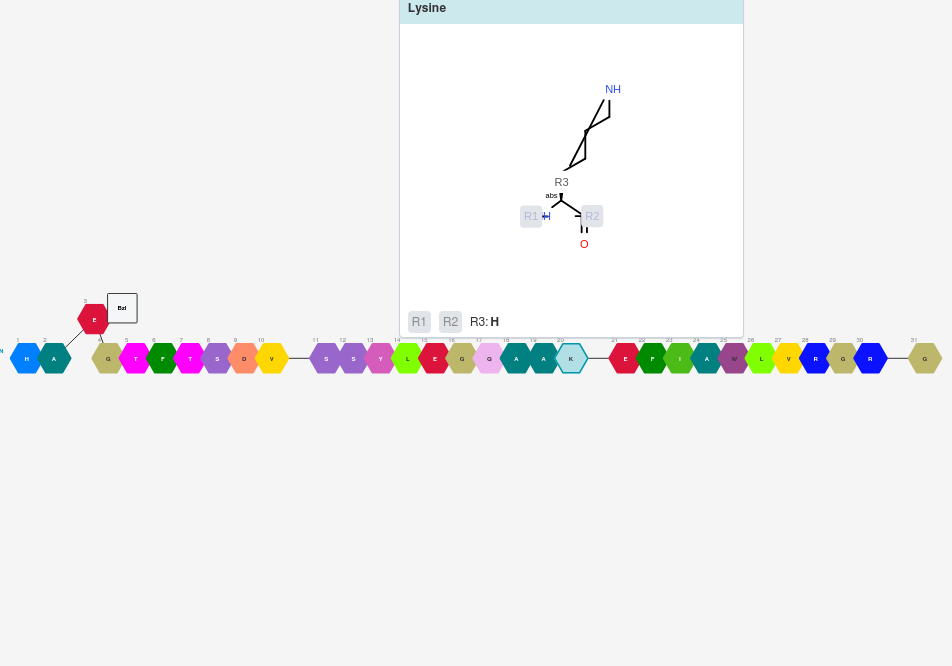 Lysine
NH
R3
abs
R1 H R2
O
R1 R2 R3: H
3
E Bal
1 2 4 5 6 7 8 9 10 11 12 13 14 15 16 17 18 19 20 21 22 23 24 25 26 27 28 29 30 31
H A G T F T S D V S S Y L E G Q A A K E F I A W L V R G R G